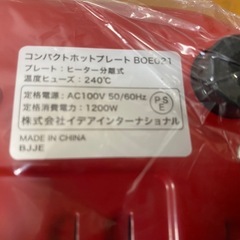 コンパクトホットプレート BOE021
プレート：ヒーター分離式
温度ヒューズ：240℃
定格電源：AC100V 50/60Hz
定格消費電力：1200W
PSE
株式会社イデアインターナショナル
MADE IN CHINA
BJJE